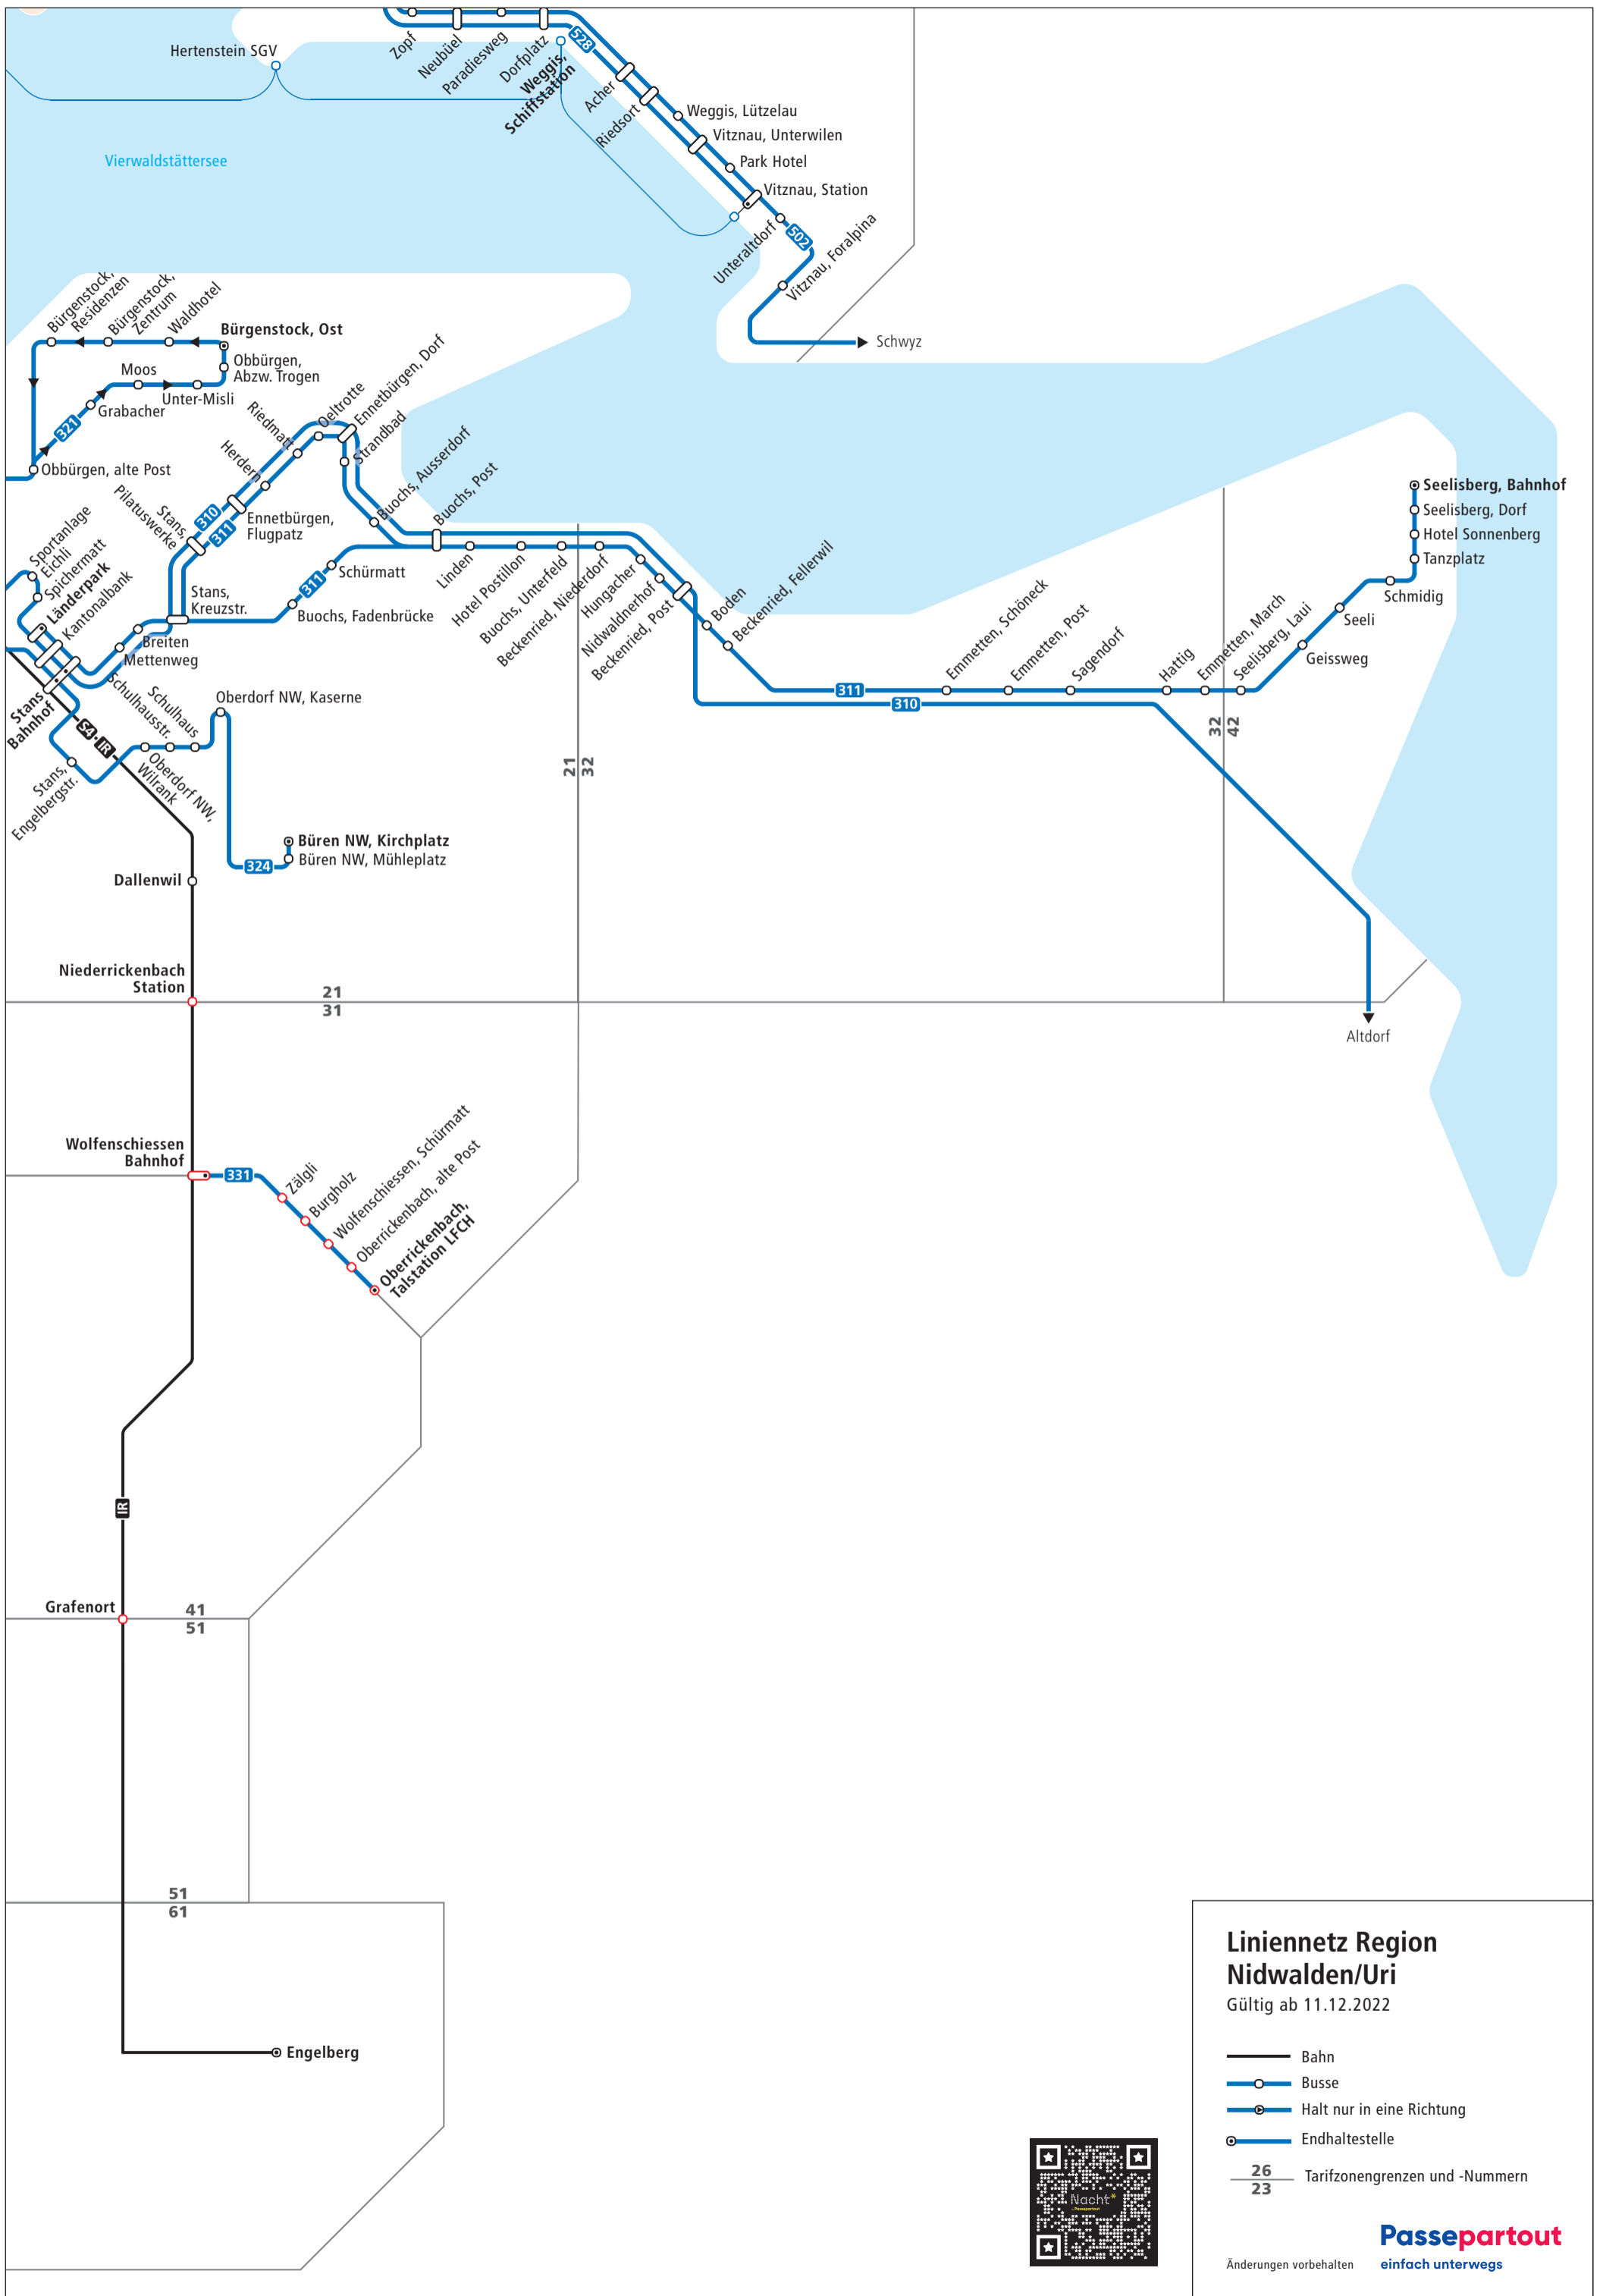 Hertenstein SGV
Zopf
Neubüel
Paradiesweg
Dorfplatz
Weggis,
Schiffstation
528
Acher
Riedsort
Weggis, Lützelau
Vitznau, Unterwilen
Park Hotel
Vitznau, Station
Unteraltdorf
502
Vitznau, Foralpina
Schwyz
Vierwaldstättersee
Bürgenstock,
Residenzen
Bürgenstock,
Zentrum
Waldhotel
Bürgenstock, Ost
Obbürgen,
Abzw. Trogen
Moos
Unter-Misli
Grabacher
321
Obbürgen, alte Post
Riedmatt
Oeltrotte
Ennetbürgen, Dorf
Strandbad
Herdern
Buochs, Ausserdorf
Buochs, Post
Pilatuswerke
Stans,
310
311
Ennetbürgen,
Flugpatz
Sportanlage
Eichli
Spichermatt
Länderpark
Kantonalbank
Stans,
Kreuzstr.
311
Schürmatt
Buochs, Fadenbrücke
Breiten
Mettenweg
Linden
Hotel Postillon
Buochs, Unterfeld
Beckenried, Niederdorf
Hungacher
Nidwaldnerhof
Beckenried, Post
Boden
Beckenried, Fellerwil
311
310
Emmetten, Schöneck
Emmetten, Post
Sagendorf
Hattig
Emmetten, March
Seelisberg, Laui
Geissweg
Seeli
Schmidig
Tanzplatz
Hotel Sonnenberg
Seelisberg, Dorf
Seelisberg, Bahnhof
Stans
Bahnhof
S4·IR
Schulhausstr.
Schulhaus
Oberdorf NW, Kaserne
Stans,
Engelbergstr.
Oberdorf NW,
Wilrank
21
32
32
42
324
Büren NW, Kirchplatz
Büren NW, Mühleplatz
Dallenwil
Niederrickenbach
Station
21
31
Altdorf
Wolfenschiessen
Bahnhof
331
Zälgli
Burgholz
Wolfenschiessen, Schürmatt
Oberrickenbach, alte Post
Oberrickenbach,
Talstation LFCH
IR
Grafenort
41
51
51
61
Engelberg
Nacht*
Liniennetz Region
Nidwalden/Uri
Gültig ab 11.12.2022
Bahn
Busse
Halt nur in eine Richtung
Endhaltestelle
26
23
Tarifzonengrenzen und -Nummern
Änderungen vorbehalten
Passepartout
einfach unterwegs